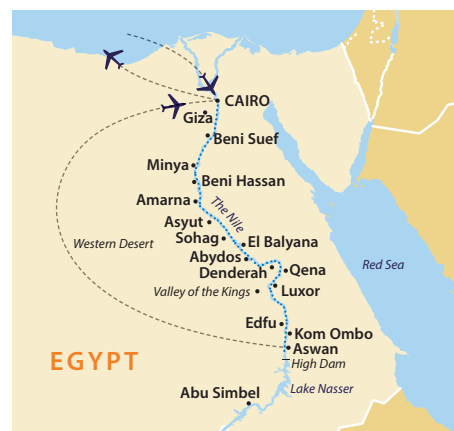 CAIRO
Giza
Beni Suef
Minya
Beni Hassan
Amarna
The Nile
Asyut
Western Desert
Sohag
El Balyana
Abydos
Red Sea
Denderah
Qena
Valley of the Kings
Luxor
Edfu
Kom Ombo
Aswan
EGYPT
High Dam
Abu Simbel
Lake Nasser